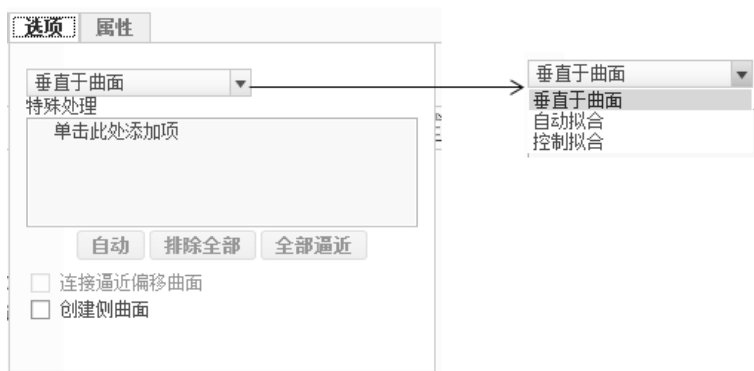 选项 属性
垂直于曲面
特殊处理
单击此处添加项
自动 排除全部 全部逼近
连接逼近偏移曲面
创建侧曲面
垂直于曲面
垂直于曲面
自动拟合
控制拟合